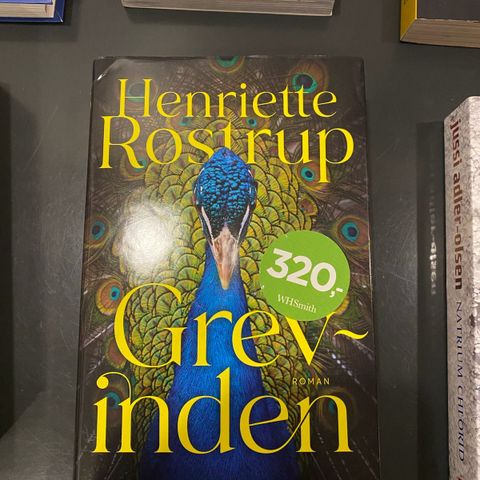 Henriette
Rostrup
320,-
WHSmith
Grev-
inden
ROMAN
jussi adler-olsen
NATRIUM CHLORID